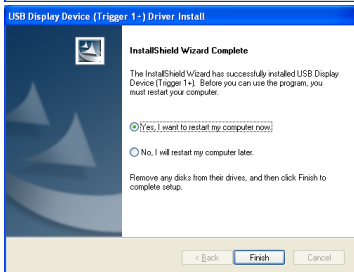 USB Display Device (Trigger 1+) Driver Install
InstallShield Wizard Complete
The InstallShield Wizard has successfully installed USB Display
Device (Trigger 1+). Before you can use the program, you
must restart your computer.
Yes, I want to restart my computer now.
No, I will restart my computer later.
Remove any disks from their drives, and then click Finish to
complete setup.
< Back
Finish
Cancel